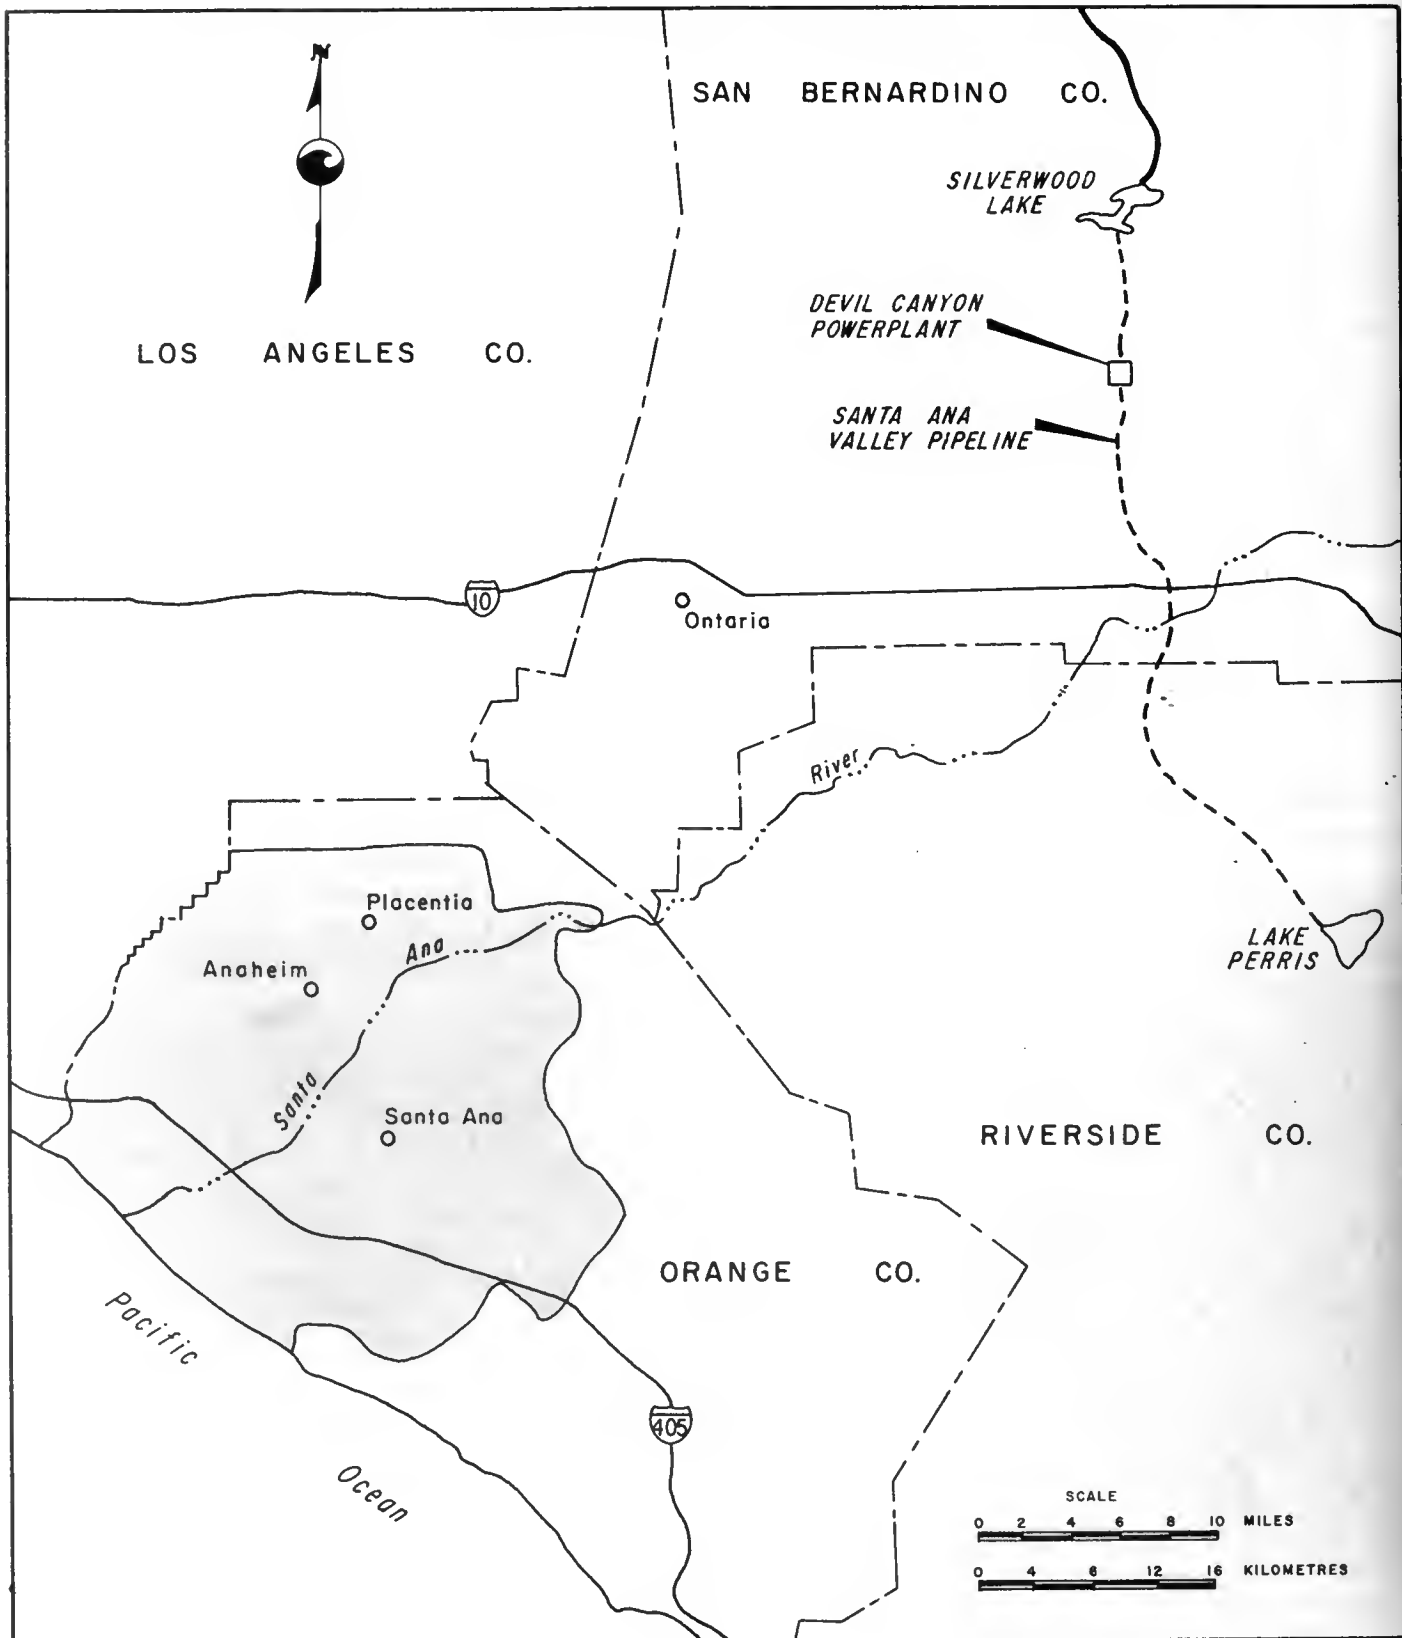 N
SAN BERNARDINO CO.
SILVERWOOD
LAKE
DEVIL CANYON
POWERPLANT
LOS ANGELES CO.
SANTA ANA
VALLEY PIPELINE
10
Ontario
River
Placentia
Ana
LAKE
PERRIS
Anaheim
Santa
Santa Ana
RIVERSIDE CO.
ORANGE CO.
Pacific
Ocean
405
SCALE
0 2 4 6 8 10 MILES
0 4 8 12 16 KILOMETRES